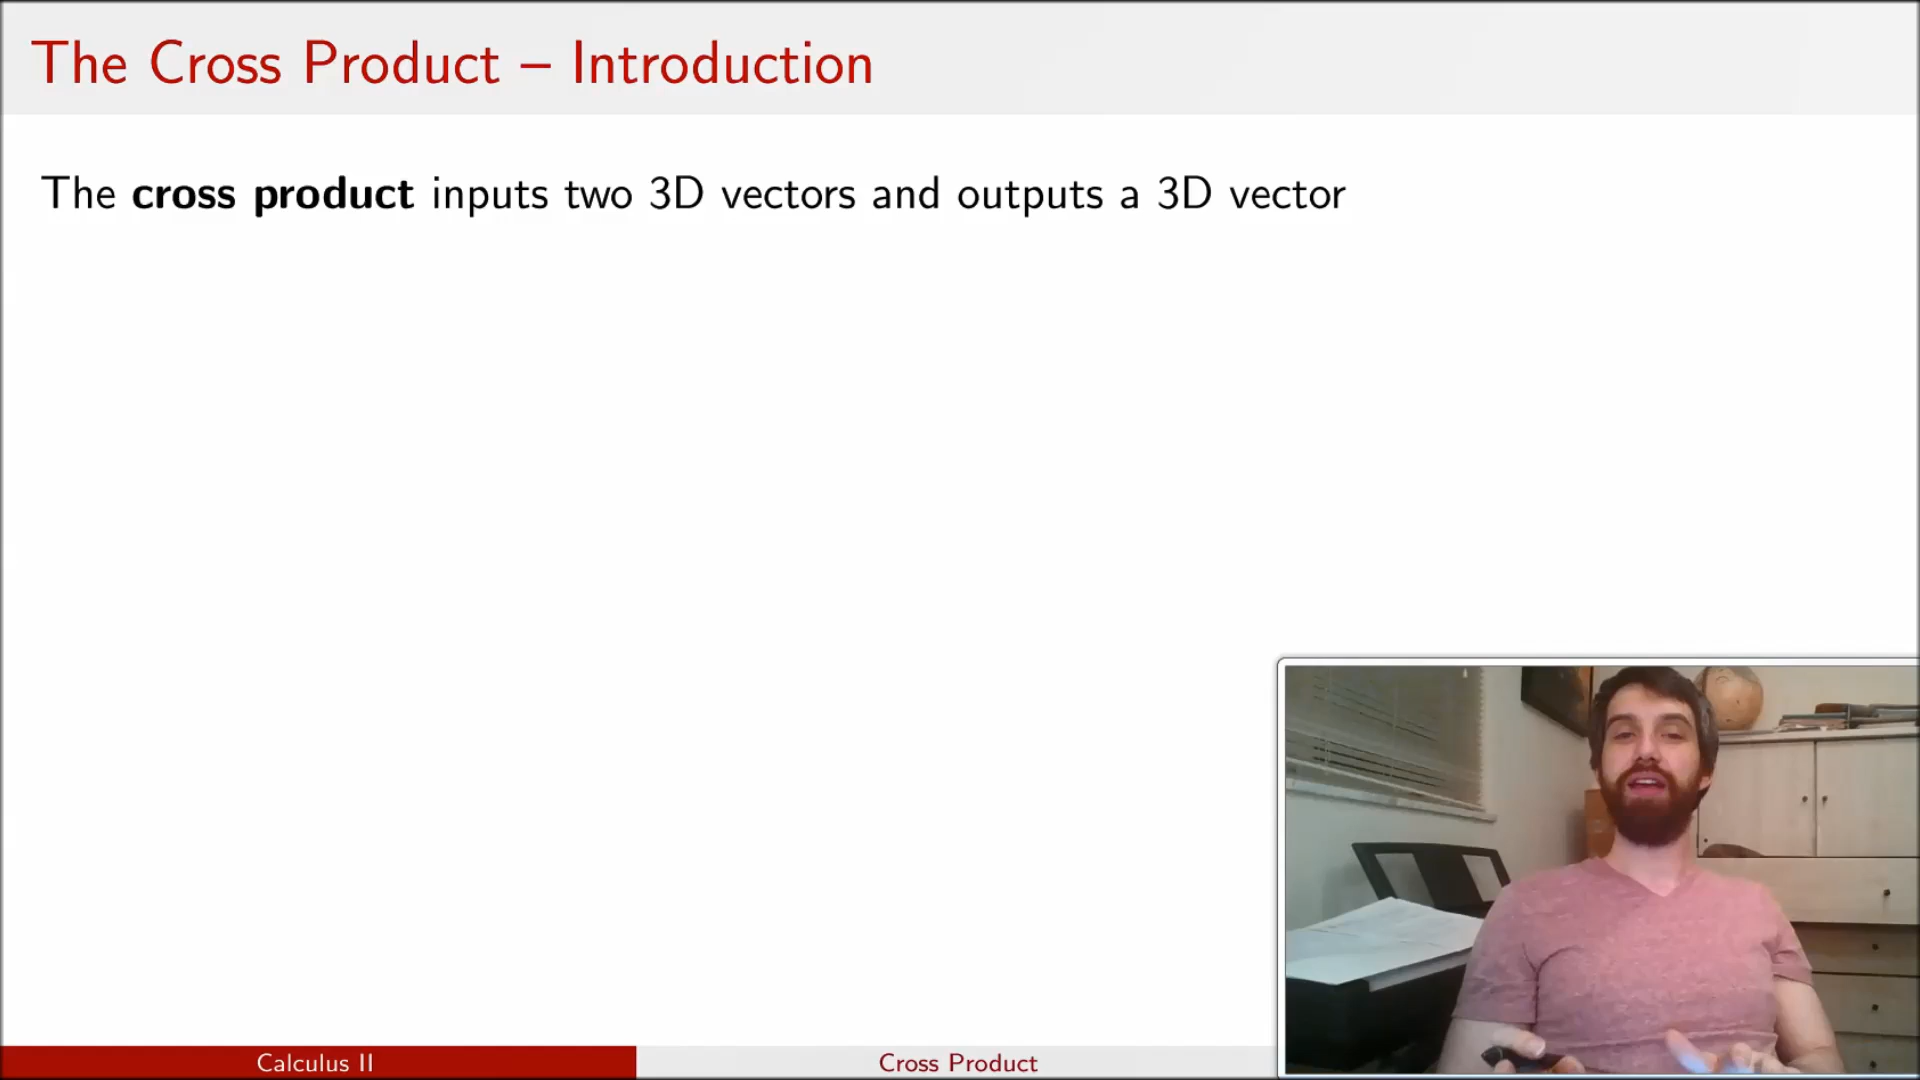 The Cross Product – Introduction
The cross product inputs two 3D vectors and outputs a 3D vector
Calculus II
Cross Product